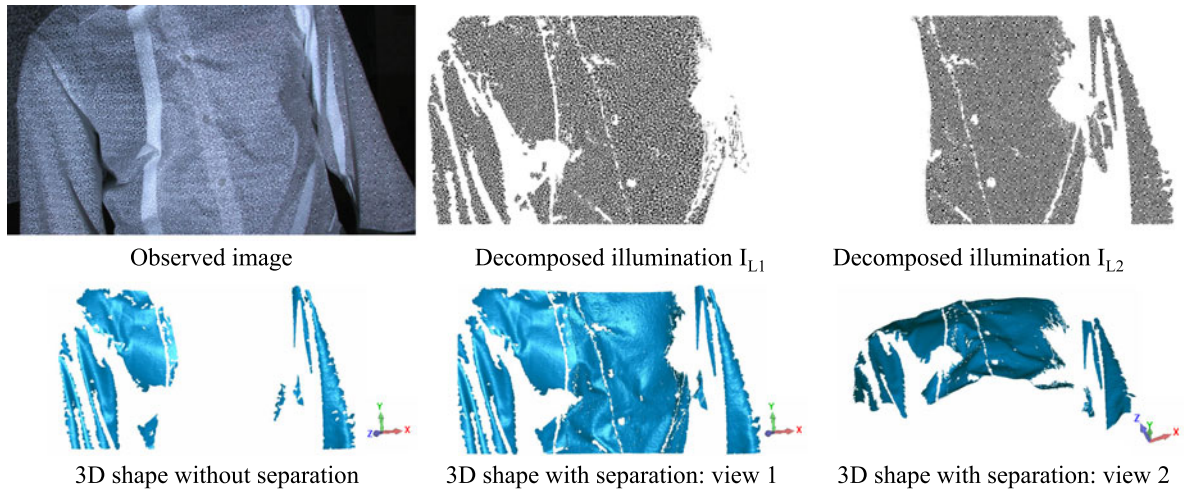 Observed image
Decomposed illumination I_L1
Decomposed illumination I_L2
Y
Z
X
Y
Z
X
Z
Y
X
3D shape without separation
3D shape with separation: view 1
3D shape with separation: view 2